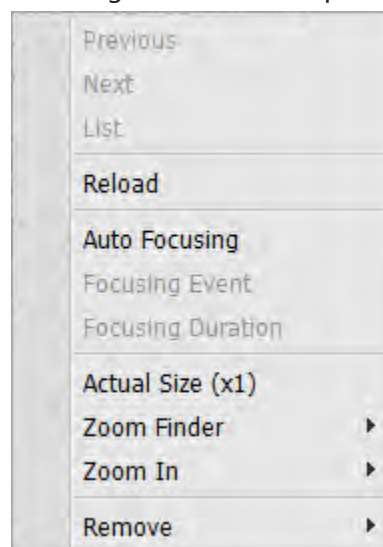 Previous
Next
List
Reload
Auto Focusing
Focusing Event
Focusing Duration
Actual Size (x1)
Zoom Finder
Zoom In
Remove